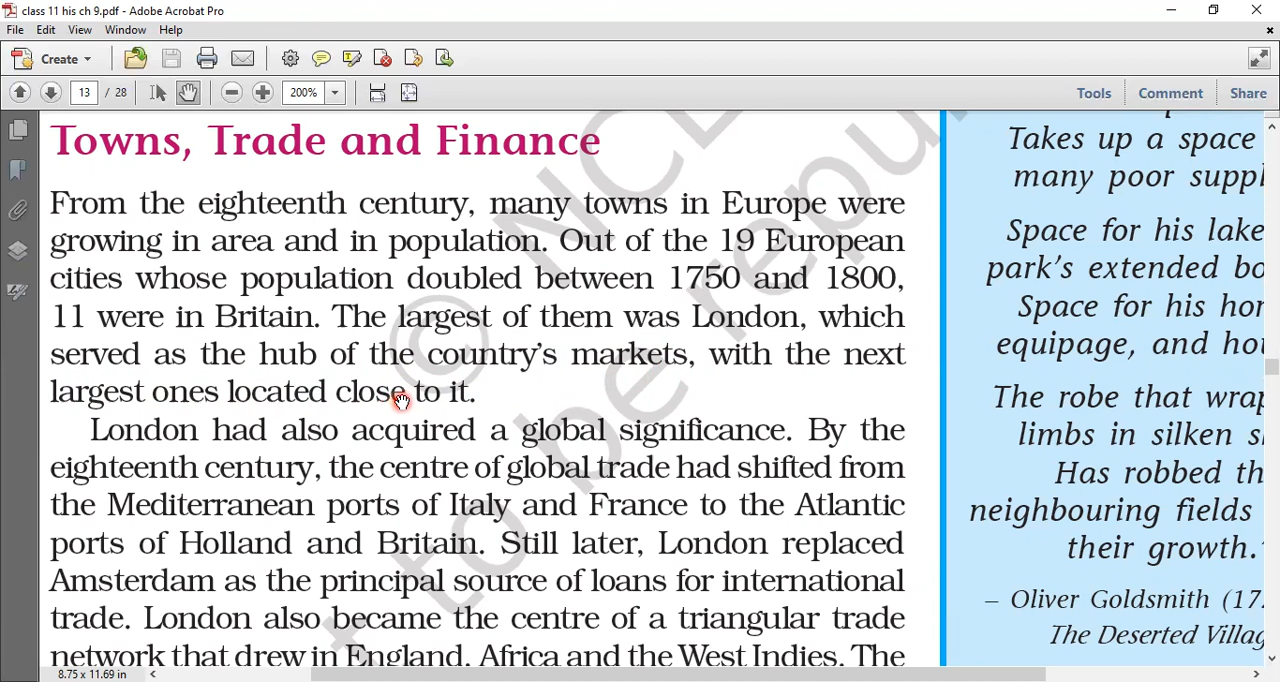 class 11 his ch 9.pdf - Adobe Acrobat Pro
File Edit View Window Help
Create
13 / 28 200% Tools Comment Share
Towns, Trade and Finance
From the eighteenth century, many towns in Europe were
growing in area and in population. Out of the 19 European
cities whose population doubled between 1750 and 1800,
11 were in Britain. The largest of them was London, which
served as the hub of the country's markets, with the next
largest ones located close to it.
London had also acquired a global significance. By the
eighteenth century, the centre of global trade had shifted from
the Mediterranean ports of Italy and France to the Atlantic
ports of Holland and Britain. Still later, London replaced
Amsterdam as the principal source of loans for international
trade. London also became the centre of a triangular trade
network that drew in England, Africa and the West Indies. The
Takes up a space
many poor suppl
Space for his lake
park's extended bo
Space for his hor
equipage, and hou
The robe that wrap
limbs in silken s
Has robbed th
neighbouring fields
their growth.'
– Oliver Goldsmith (17
The Deserted Villag
© NCE
to be repu
8.75 x 11.69 in